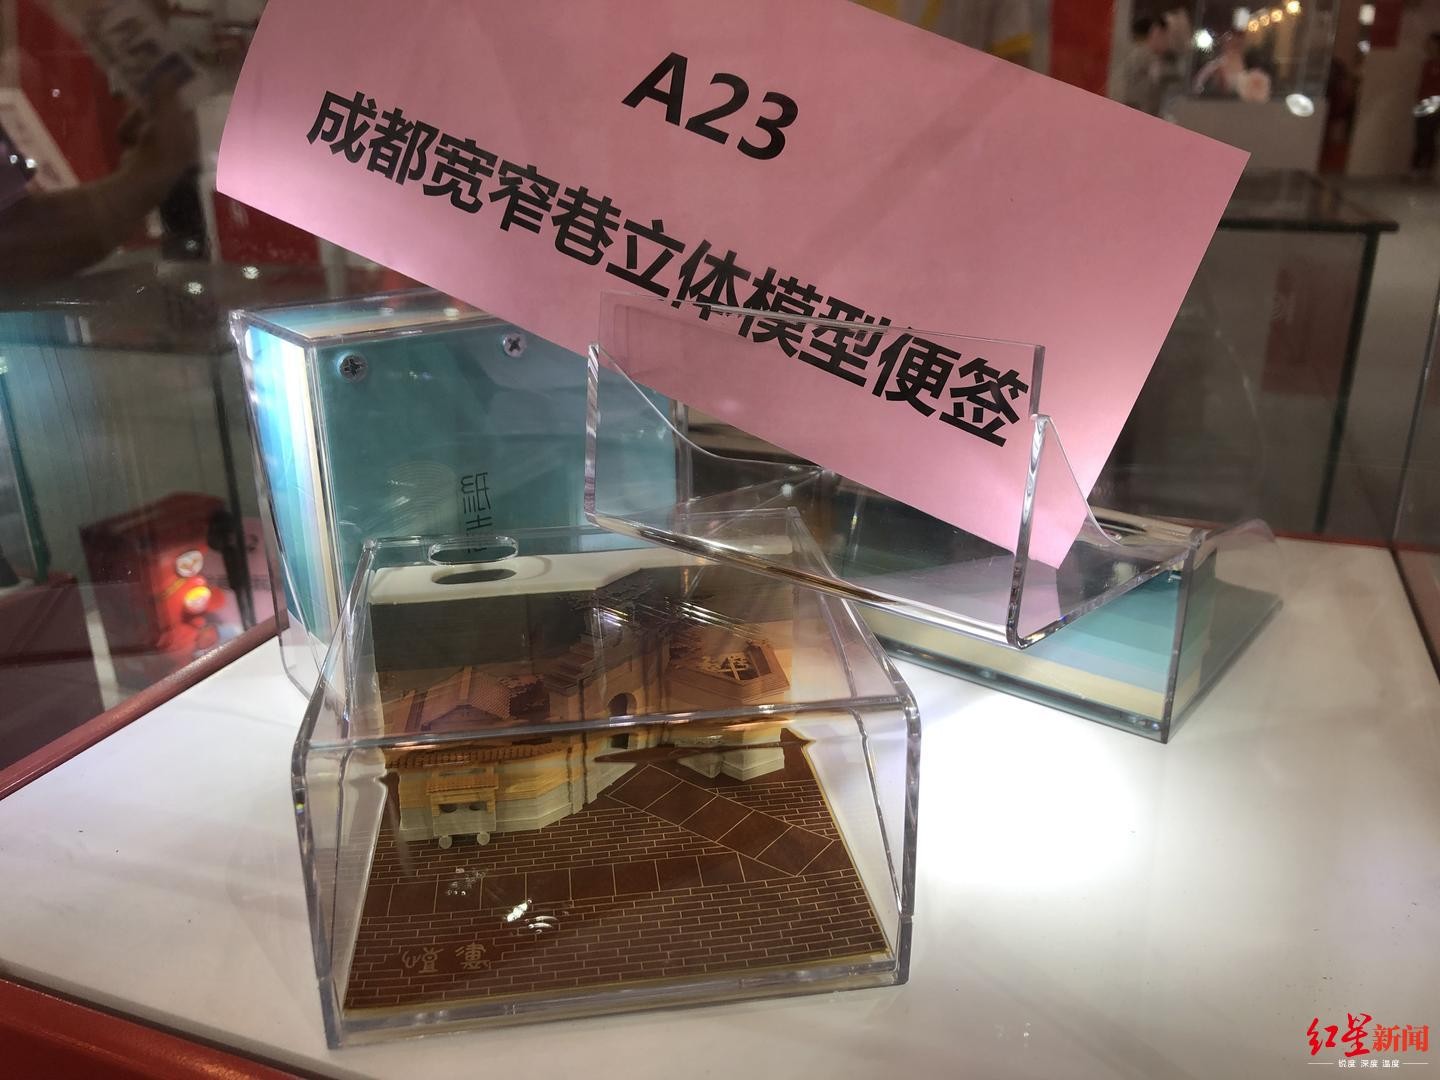 A23
成都宽窄巷立体模型便签
红星新闻
锐度 深度 温度